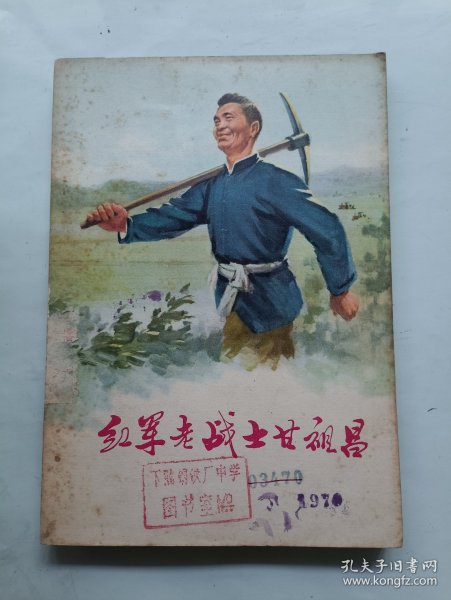 红军老战士甘祖昌
下陆钢铁厂中学
图书室
03470
1970
孔夫子旧书网
www.kongfz.com